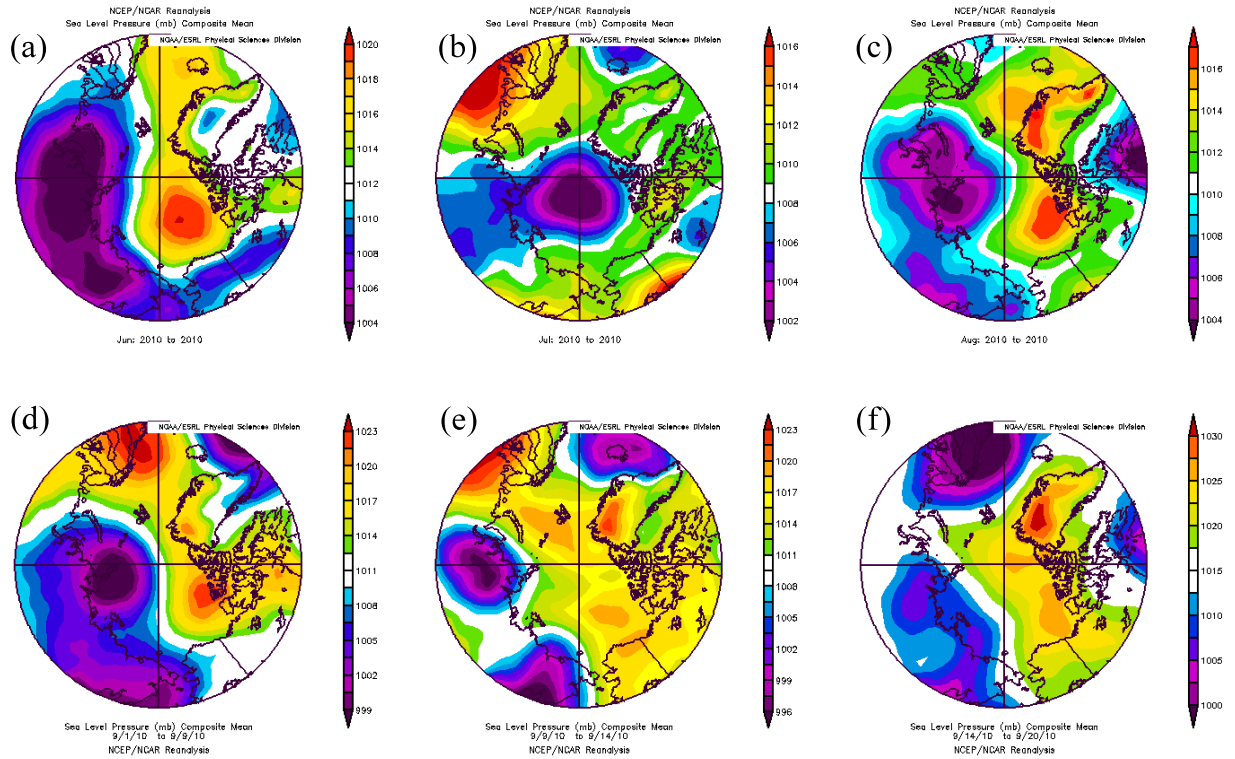 NCEP/NCAR Reanalysis
Sea Level Pressure (mb) Composite Mean
(a)
NOAA/ESRL Physical Sciences Division
1020
1018
1016
1014
1012
1010
1008
1006
1004
Jun: 2010 to 2010
NCEP/NCAR Reanalysis
Sea Level Pressure (mb) Composite Mean
(b)
NOAA/ESRL Physical Sciences Division
1016
1014
1012
1010
1008
1006
1004
1002
Jul: 2010 to 2010
NCEP/NCAR Reanalysis
Sea Level Pressure (mb) Composite Mean
(c)
NOAA/ESRL Physical Sciences Division
1016
1014
1012
1010
1008
1006
1004
Aug: 2010 to 2010
(d)
NOAA/ESRL Physical Sciences Division
1023
1020
1017
1014
1011
1008
1005
1002
999
Sea Level Pressure (mb) Composite Mean
9/1/10 to 9/9/10
NCEP/NCAR Reanalysis
(e)
NOAA/ESRL Physical Sciences Division
1023
1020
1017
1014
1011
1008
1005
1002
999
996
Sea Level Pressure (mb) Composite Mean
9/9/10 to 9/14/10
NCEP/NCAR Reanalysis
(f)
NOAA/ESRL Physical Sciences Division
1030
1025
1020
1015
1010
1005
1000
Sea Level Pressure (mb) Composite Mean
9/14/10 to 9/20/10
NCEP/NCAR Reanalysis